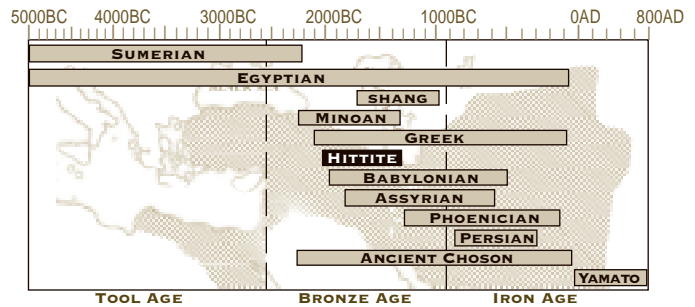 5000BC 4000BC 3000BC 2000BC 1000BC 0AD 800AD
SUMERIAN
EGYPTIAN
SHANG
MINOAN
GREEK
HITTITE
BABYLONIAN
ASSYRIAN
PHOENICIAN
PERSIAN
ANCIENT CHOSON
YAMATO
TOOL AGE BRONZE AGE IRON AGE